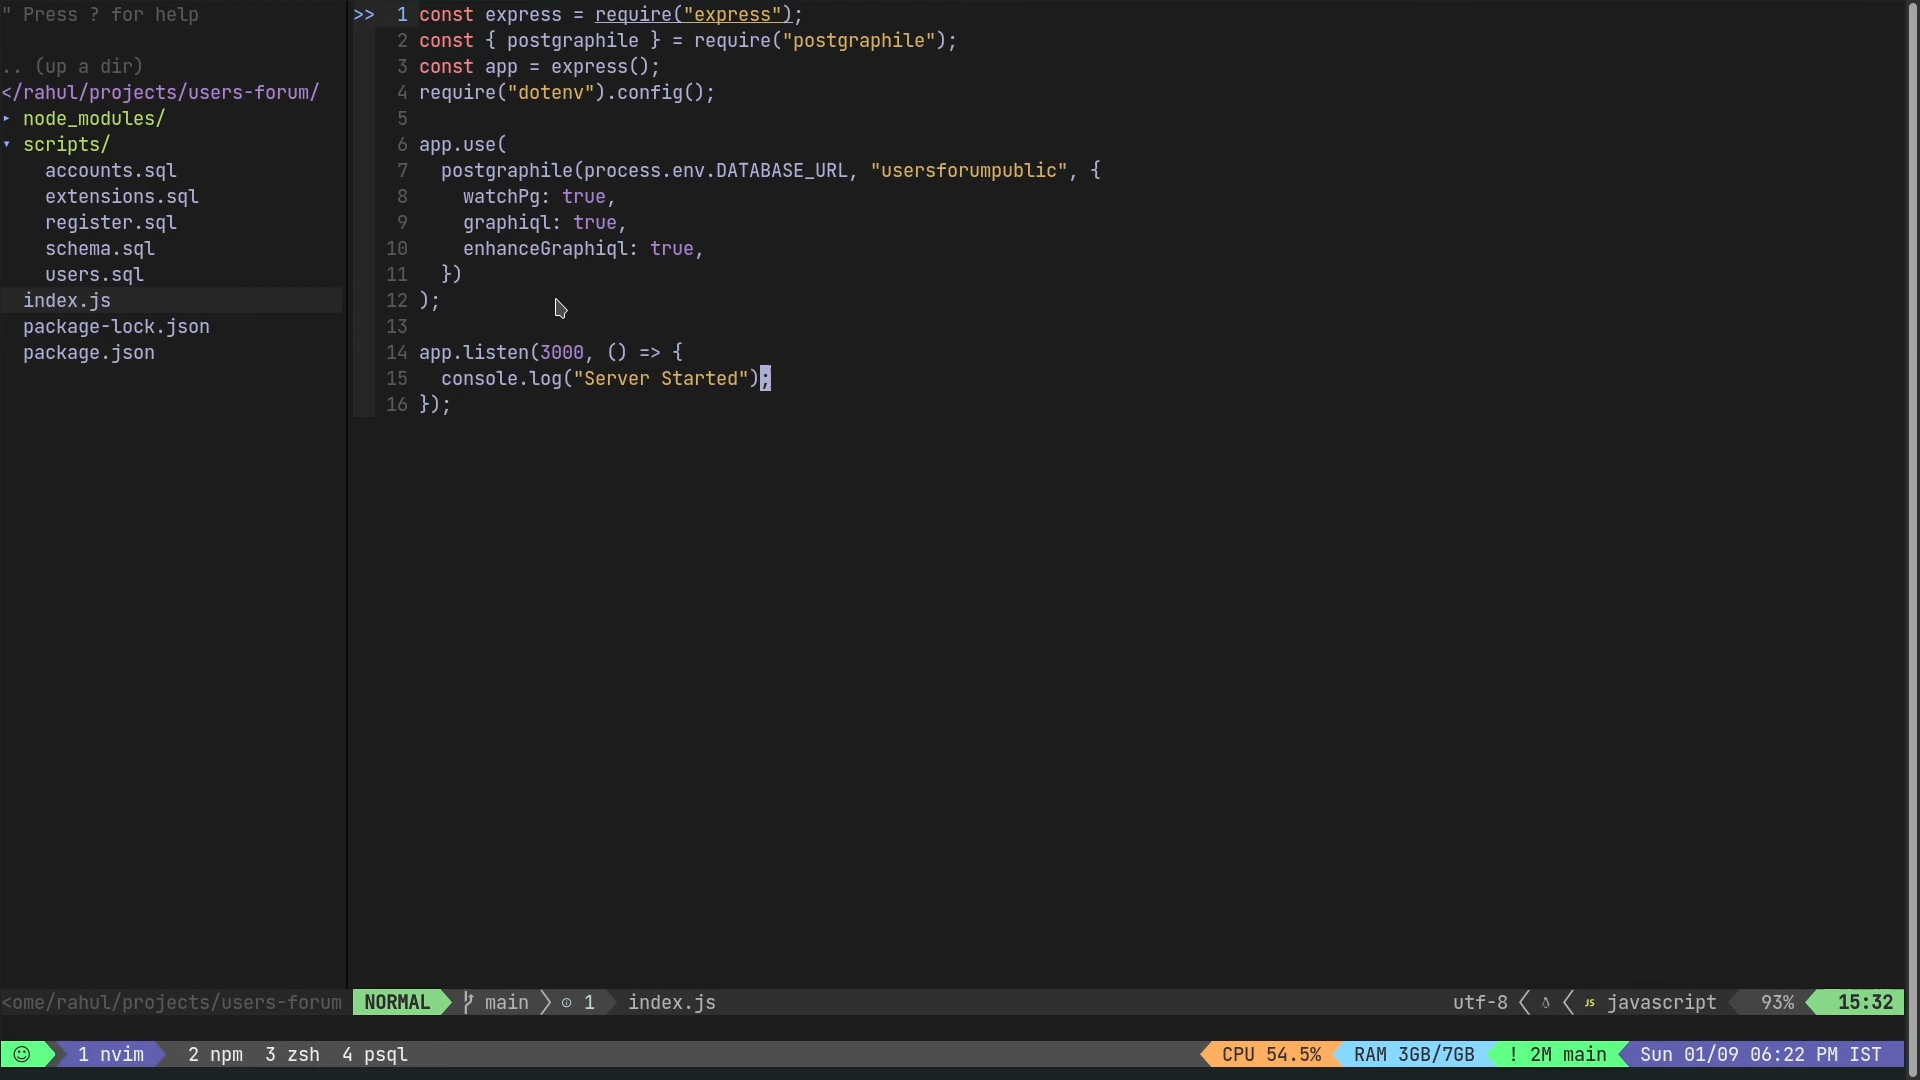 " Press ? for help
.. (up a dir)
</rahul/projects/users-forum/
▸ node_modules/
▾ scripts/
accounts.sql
extensions.sql
register.sql
schema.sql
users.sql
index.js
package-lock.json
package.json
>> 1 const express = require("express");
2 const { postgraphile } = require("postgraphile");
3 const app = express();
4 require("dotenv").config();
5
6 app.use(
7   postgraphile(process.env.DATABASE_URL, "usersforumpublic", {
8     watchPg: true,
9     graphiql: true,
10     enhanceGraphiql: true,
11   })
12 );
13
14 app.listen(3000, () => {
15   console.log("Server Started");
16 });
<ome/rahul/projects/users-forum NORMAL main 1 index.js utf-8 JS javascript 93% 15:32
1 nvim 2 npm 3 zsh 4 psql CPU 54.5% RAM 3GB/7GB ! 2M main Sun 01/09 06:22 PM IST